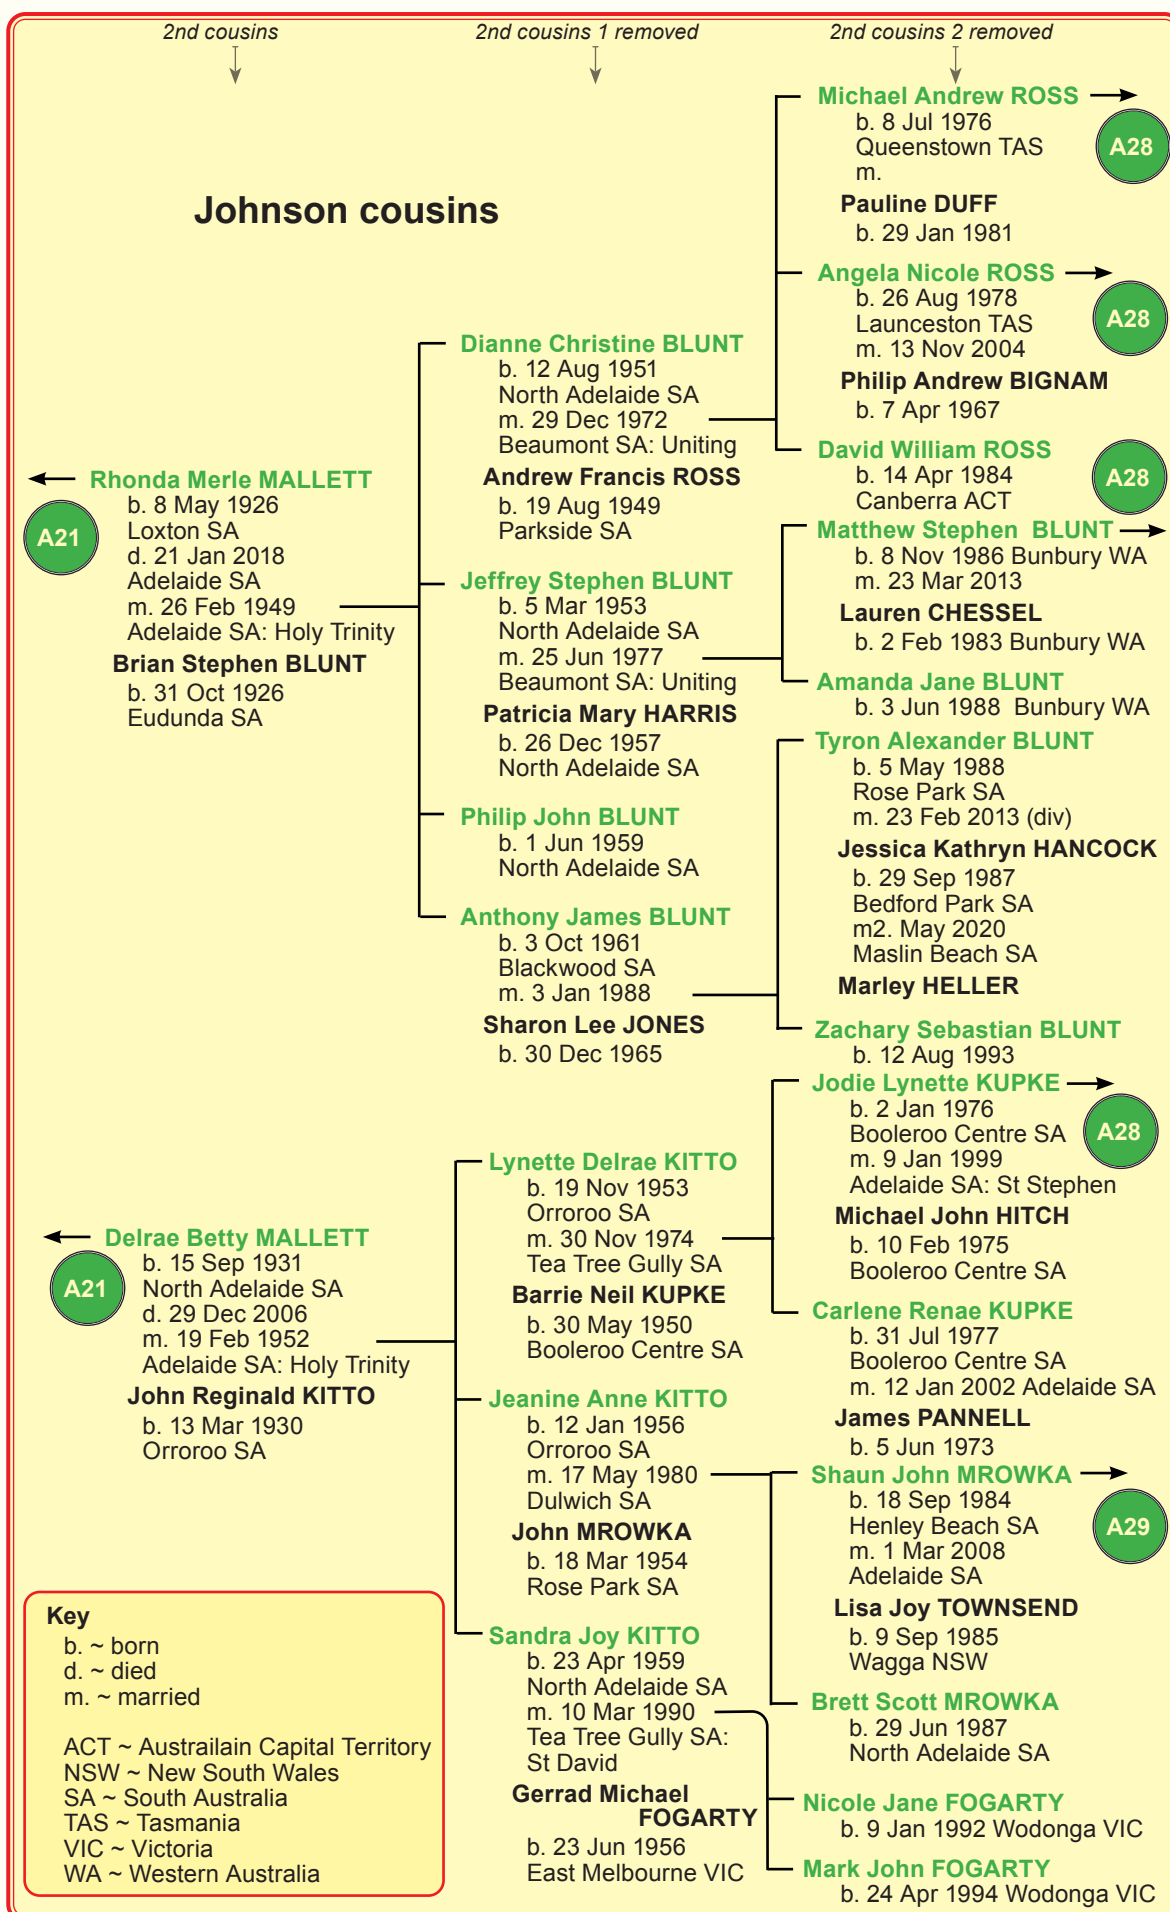 2nd cousins
2nd cousins 1 removed
2nd cousins 2 removed
Johnson cousins
Rhonda Merle MALLETT
A21
b. 8 May 1926
Loxton SA
d. 21 Jan 2018
Adelaide SA
m. 26 Feb 1949
Adelaide SA: Holy Trinity
Brian Stephen BLUNT
b. 31 Oct 1926
Eudunda SA
Delrae Betty MALLETT
A21
b. 15 Sep 1931
North Adelaide SA
d. 29 Dec 2006
m. 19 Feb 1952
Adelaide SA: Holy Trinity
John Reginald KITTO
b. 13 Mar 1930
Orroroo SA
Key
b. ~ born
d. ~ died
m. ~ married
ACT ~ Austrailain Capital Territory
NSW ~ New South Wales
SA ~ South Australia
TAS ~ Tasmania
VIC ~ Victoria
WA ~ Western Australia
Dianne Christine BLUNT
b. 12 Aug 1951
North Adelaide SA
m. 29 Dec 1972
Beaumont SA: Uniting
Andrew Francis ROSS
b. 19 Aug 1949
Parkside SA
Jeffrey Stephen BLUNT
b. 5 Mar 1953
North Adelaide SA
m. 25 Jun 1977
Beaumont SA: Uniting
Patricia Mary HARRIS
b. 26 Dec 1957
North Adelaide SA
Philip John BLUNT
b. 1 Jun 1959
North Adelaide SA
Anthony James BLUNT
b. 3 Oct 1961
Blackwood SA
m. 3 Jan 1988
Sharon Lee JONES
b. 30 Dec 1965
Lynette Delrae KITTO
b. 19 Nov 1953
Orroroo SA
m. 30 Nov 1974
Tea Tree Gully SA
Barrie Neil KUPKE
b. 30 May 1950
Booleroo Centre SA
Jeanine Anne KITTO
b. 12 Jan 1956
Orroroo SA
m. 17 May 1980
Dulwich SA
John MROWKA
b. 18 Mar 1954
Rose Park SA
Sandra Joy KITTO
b. 23 Apr 1959
North Adelaide SA
m. 10 Mar 1990
Tea Tree Gully SA:
St David
Gerrad Michael
FOGARTY
b. 23 Jun 1956
East Melbourne VIC
Michael Andrew ROSS
b. 8 Jul 1976
A28
Queenstown TAS
m.
Pauline DUFF
b. 29 Jan 1981
Angela Nicole ROSS
b. 26 Aug 1978
A28
Launceston TAS
m. 13 Nov 2004
Philip Andrew BIGNAM
b. 7 Apr 1967
David William ROSS
b. 14 Apr 1984
A28
Canberra ACT
Matthew Stephen BLUNT
b. 8 Nov 1986 Bunbury WA
m. 23 Mar 2013
Lauren CHESSEL
b. 2 Feb 1983 Bunbury WA
Amanda Jane BLUNT
b. 3 Jun 1988 Bunbury WA
Tyron Alexander BLUNT
b. 5 May 1988
Rose Park SA
m. 23 Feb 2013 (div)
Jessica Kathryn HANCOCK
b. 29 Sep 1987
Bedford Park SA
m2. May 2020
Maslin Beach SA
Marley HELLER
Zachary Sebastian BLUNT
b. 12 Aug 1993
Jodie Lynette KUPKE
b. 2 Jan 1976
Booleroo Centre SA
A28
m. 9 Jan 1999
Adelaide SA: St Stephen
Michael John HITCH
b. 10 Feb 1975
Booleroo Centre SA
Carlene Renae KUPKE
b. 31 Jul 1977
Booleroo Centre SA
m. 12 Jan 2002 Adelaide SA
James PANNELL
b. 5 Jun 1973
Shaun John MROWKA
b. 18 Sep 1984
Henley Beach SA
A29
m. 1 Mar 2008
Adelaide SA
Lisa Joy TOWNSEND
b. 9 Sep 1985
Wagga NSW
Brett Scott MROWKA
b. 29 Jun 1987
North Adelaide SA
Nicole Jane FOGARTY
b. 9 Jan 1992 Wodonga VIC
Mark John FOGARTY
b. 24 Apr 1994 Wodonga VIC